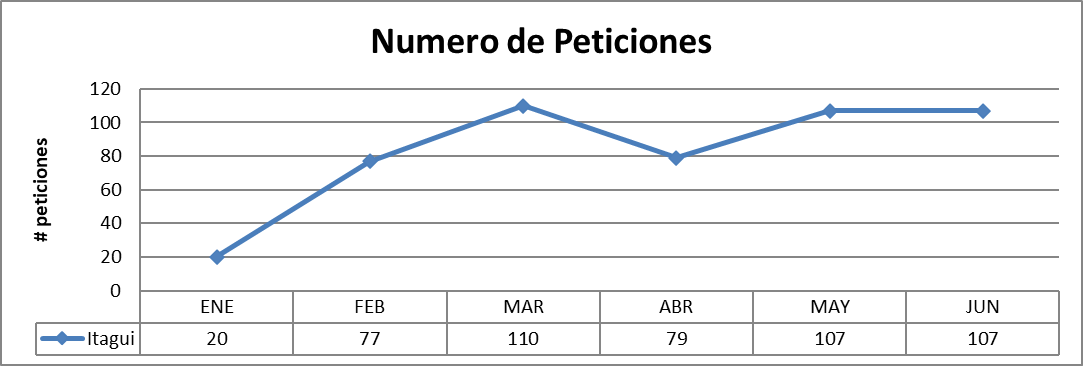 Numero de Peticiones
# peticiones
120
100
80
60
40
20
0
ENE FEB MAR ABR MAY JUN
Itagui 20 77 110 79 107 107